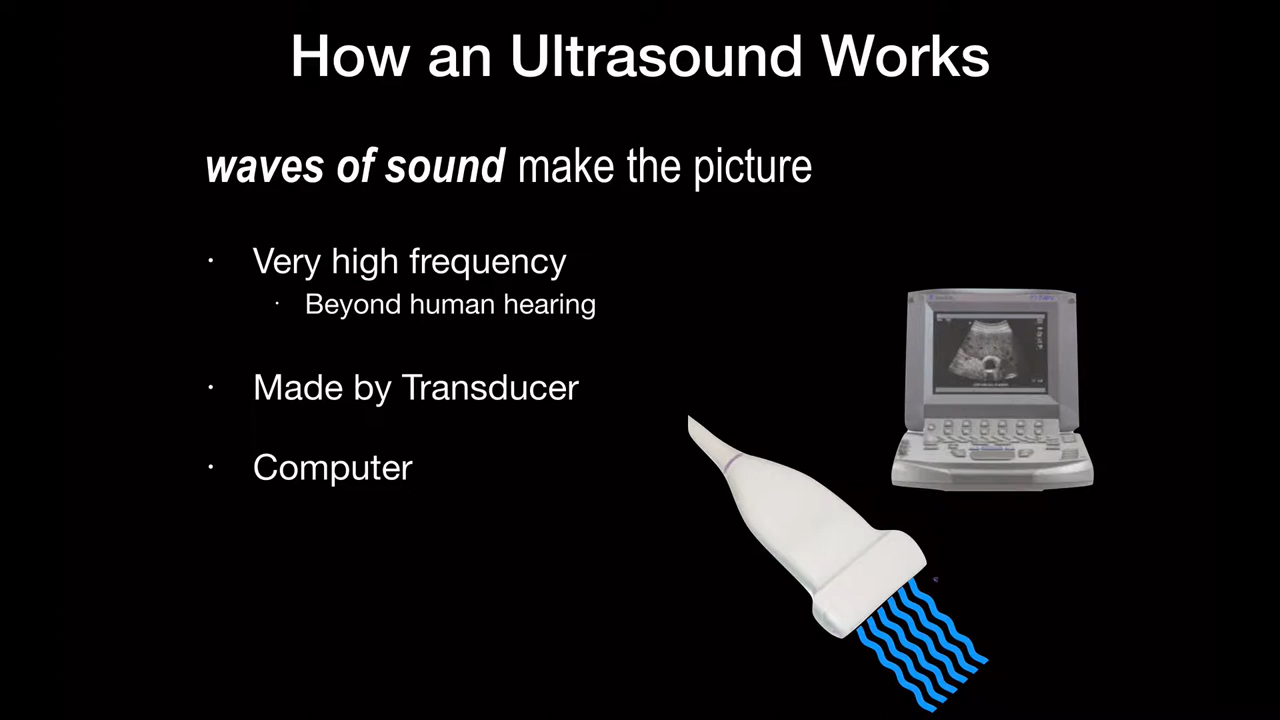 How an Ultrasound Works
waves of sound make the picture
· Very high frequency
· Beyond human hearing
· Made by Transducer
· Computer